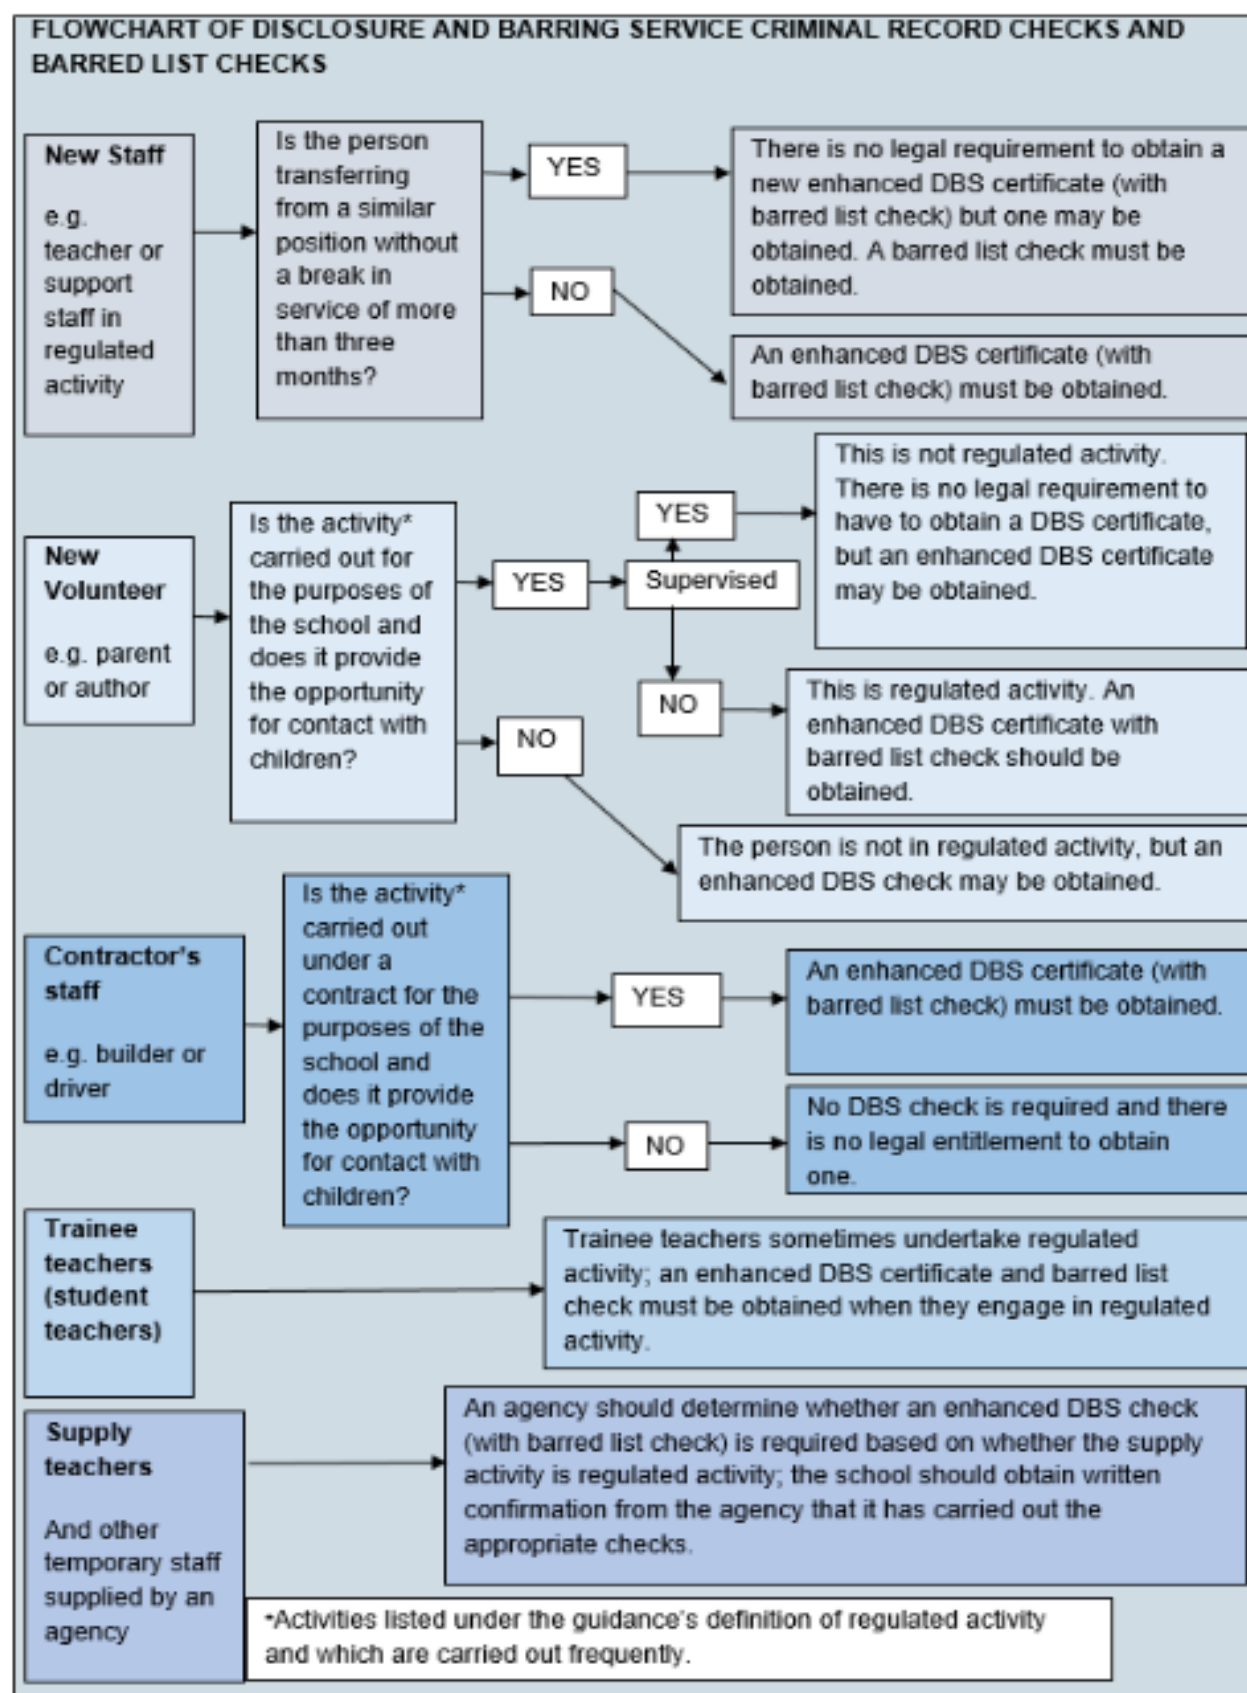 FLOWCHART OF DISCLOSURE AND BARRING SERVICE CRIMINAL RECORD CHECKS AND
BARRED LIST CHECKS
New Staff
e.g.
teacher or
support
staff in
regulated
activity
Is the person
transferring
from a similar
position without
a break in
service of more
than three
months?
YES
There is no legal requirement to obtain a
new enhanced DBS certificate (with
barred list check) but one may be
obtained. A barred list check must be
obtained.
NO
An enhanced DBS certificate (with
barred list check) must be obtained.
New
Volunteer
e.g. parent
or author
Is the activity*
carried out for
the purposes of
the school and
does it provide
the opportunity
for contact with
children?
YES
Supervised
YES
This is not regulated activity.
There is no legal requirement to
have to obtain a DBS certificate,
but an enhanced DBS certificate
may be obtained.
NO
This is regulated activity. An
enhanced DBS certificate with
barred list check should be
obtained.
NO
The person is not in regulated activity, but an
enhanced DBS check may be obtained.
Contractor's
staff
e.g. builder or
driver
Is the activity*
carried out
under a
contract for the
purposes of the
school and
does it provide
the opportunity
for contact with
children?
YES
An enhanced DBS certificate (with
barred list check) must be obtained.
NO
No DBS check is required and there
is no legal entitlement to obtain
one.
Trainee
teachers
(student
teachers)
Trainee teachers sometimes undertake regulated
activity; an enhanced DBS certificate and barred list
check must be obtained when they engage in regulated
activity.
Supply
teachers
And other
temporary staff
supplied by an
agency
An agency should determine whether an enhanced DBS check
(with barred list check) is required based on whether the supply
activity is regulated activity; the school should obtain written
confirmation from the agency that it has carried out the
appropriate checks.
*Activities listed under the guidance's definition of regulated activity
and which are carried out frequently.